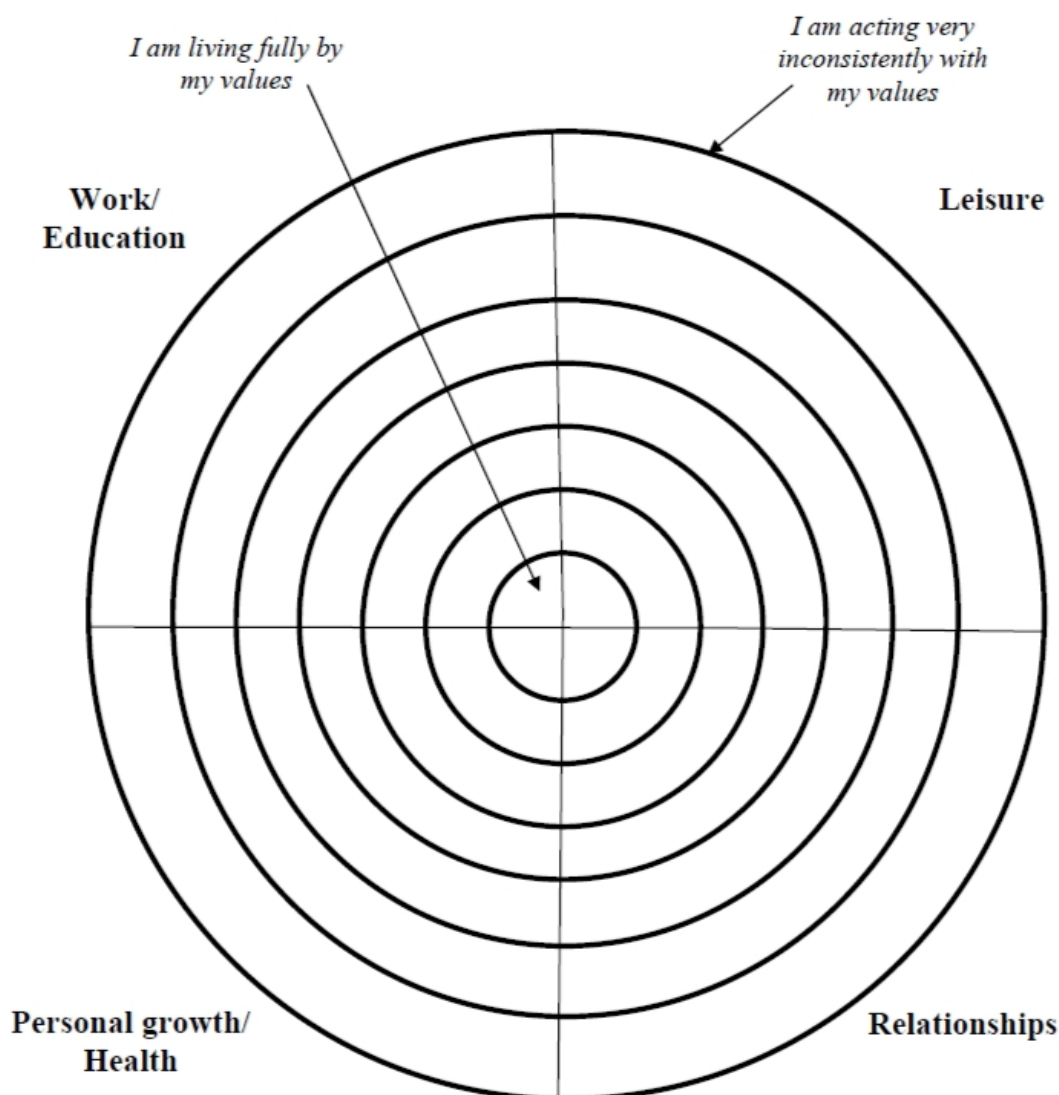 I am living fully by
my values
I am acting very
inconsistently with
my values
Work/
Education
Leisure
Personal growth/
Health
Relationships